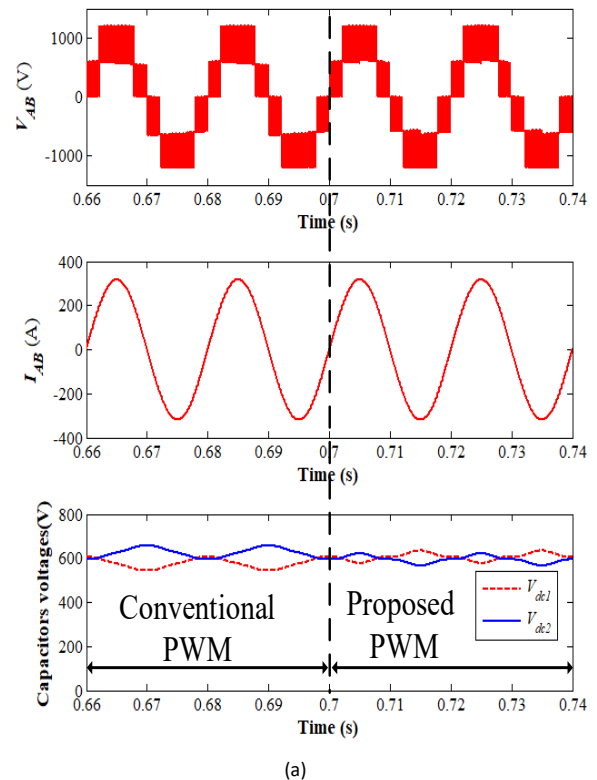 1000
0
-1000
V_AB (V)
0.66 0.67 0.68 0.69 0.7 0.71 0.72 0.73 0.74
Time (s)
400
200
0
-200
-400
I_AB (A)
0.66 0.67 0.68 0.69 0.7 0.71 0.72 0.73 0.74
Time (s)
800
600
400
200
0
Capacitors voltages(V)
Conventional
PWM
Proposed
PWM
V_dc1
V_dc2
0.66 0.67 0.68 0.69 0.7 0.71 0.72 0.73 0.74
Time (s)
(a)